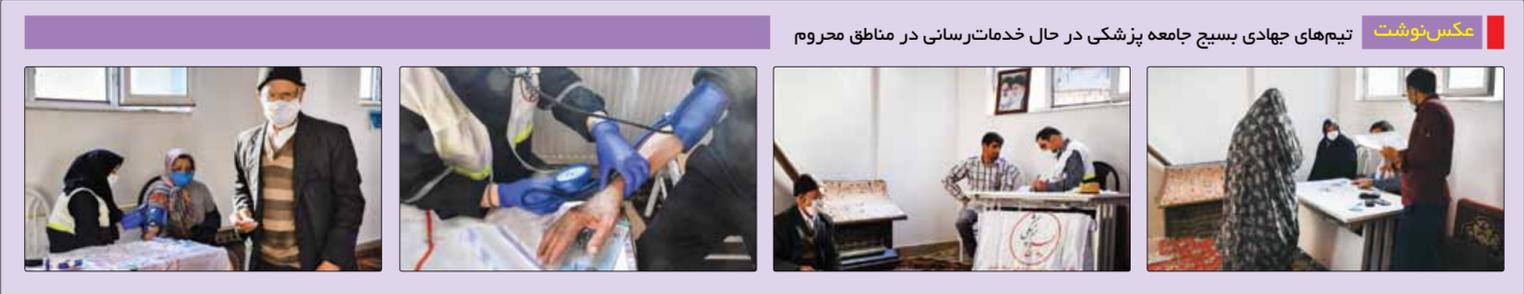 عکس‌نوشت
تیم‌های جهادی بسیج جامعه پزشکی در حال خدمات‌رسانی در مناطق محروم